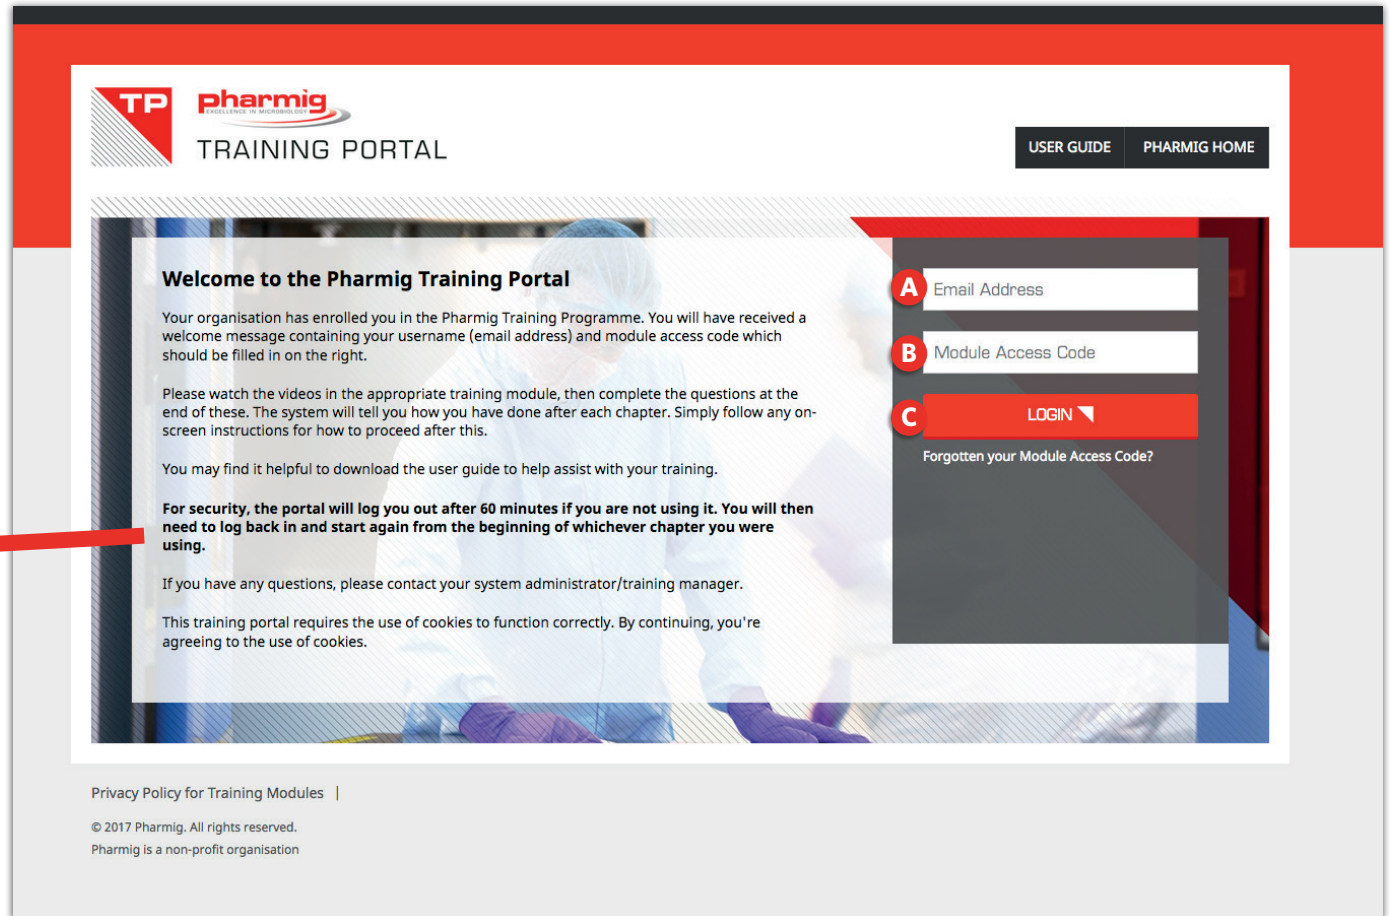 TP
pharmig
EXCELLENCE IN MICROBIOLOGY
TRAINING PORTAL
USER GUIDE
PHARMIG HOME
Welcome to the Pharmig Training Portal
Your organisation has enrolled you in the Pharmig Training Programme. You will have received a
welcome message containing your username (email address) and module access code which
should be filled in on the right.
Please watch the videos in the appropriate training module, then complete the questions at the
end of these. The system will tell you how you have done after each chapter. Simply follow any on-
screen instructions for how to proceed after this.
You may find it helpful to download the user guide to help assist with your training.
For security, the portal will log you out after 60 minutes if you are not using it. You will then
need to log back in and start again from the beginning of whichever chapter you were
using.
If you have any questions, please contact your system administrator/training manager.
This training portal requires the use of cookies to function correctly. By continuing, you're
agreeing to the use of cookies.
A Email Address
B Module Access Code
C LOGIN
Forgotten your Module Access Code?
Privacy Policy for Training Modules |
© 2017 Pharmig. All rights reserved.
Pharmig is a non-profit organisation